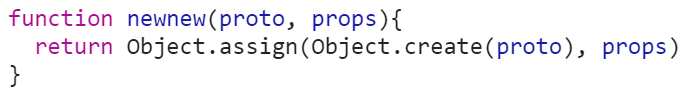 function newnew(proto, props){
  return Object.assign(Object.create(proto), props)
}